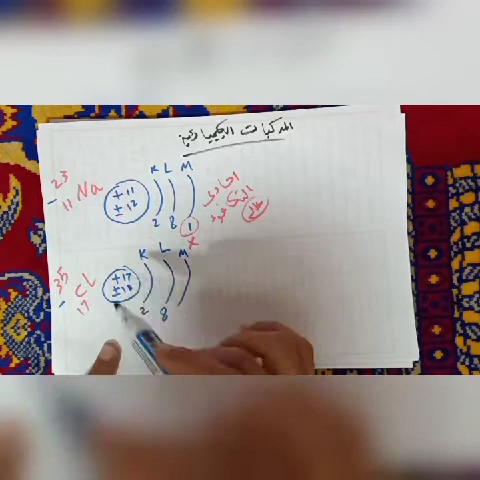 المركبات الكيميائية
K L M
23
11 Na
+11
±12
2 8 1
احادي
التكافؤ
x
K L M
35
17 CL
+17
±18
2 8